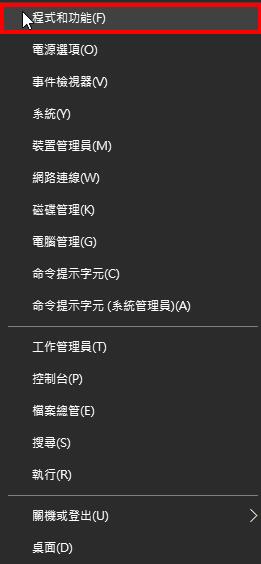 程式和功能(F)
電源選項(O)
事件檢視器(V)
系統(Y)
裝置管理員(M)
網路連線(W)
磁碟管理(K)
電腦管理(G)
命令提示字元(C)
命令提示字元 (系統管理員)(A)
工作管理員(T)
控制台(P)
檔案總管(E)
搜尋(S)
執行(R)
關機或登出(U)
桌面(D)